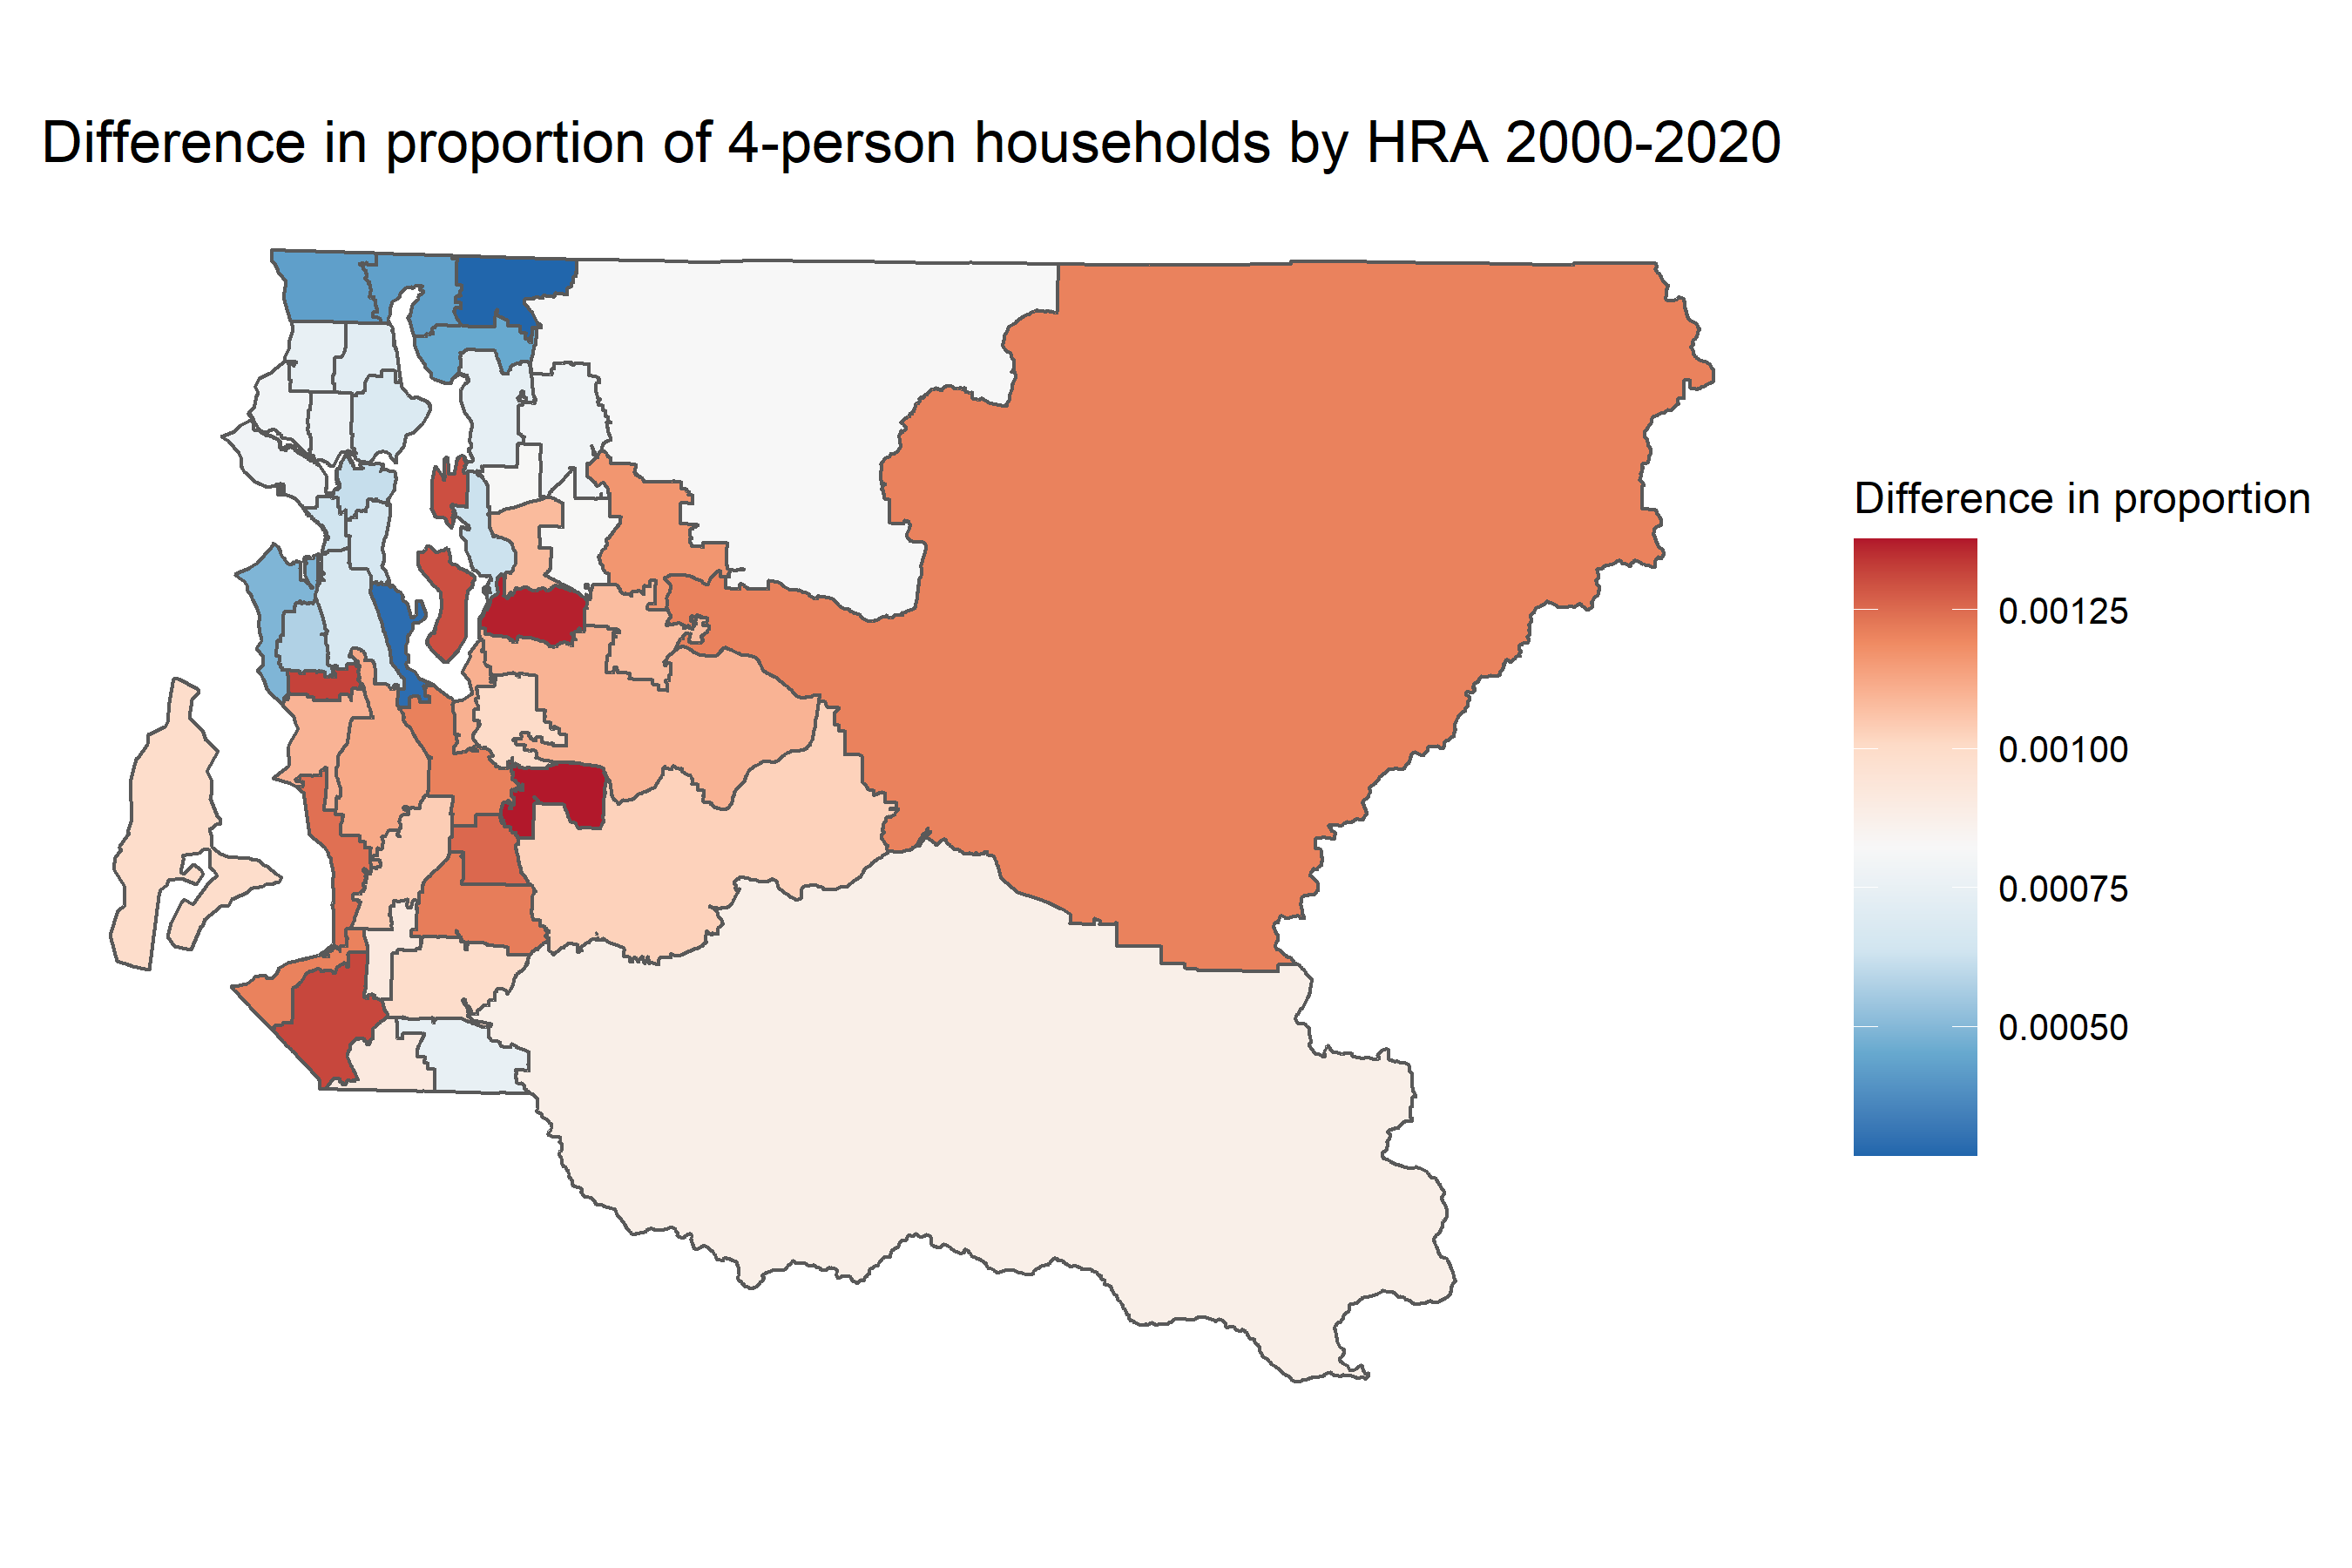 Difference in proportion of 4-person households by HRA 2000-2020
Difference in proportion
0.00125
0.00100
0.00075
0.00050